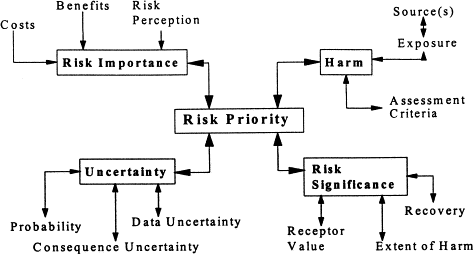 Benefits
Risk
Perception
Costs
Risk Importance
Source(s)
Exposure
Harm
Assessment
Criteria
Risk Priority
Uncertainty
Probability
Data Uncertainty
Consequence Uncertainty
Risk
Significance
Recovery
Receptor
Value
Extent of Harm